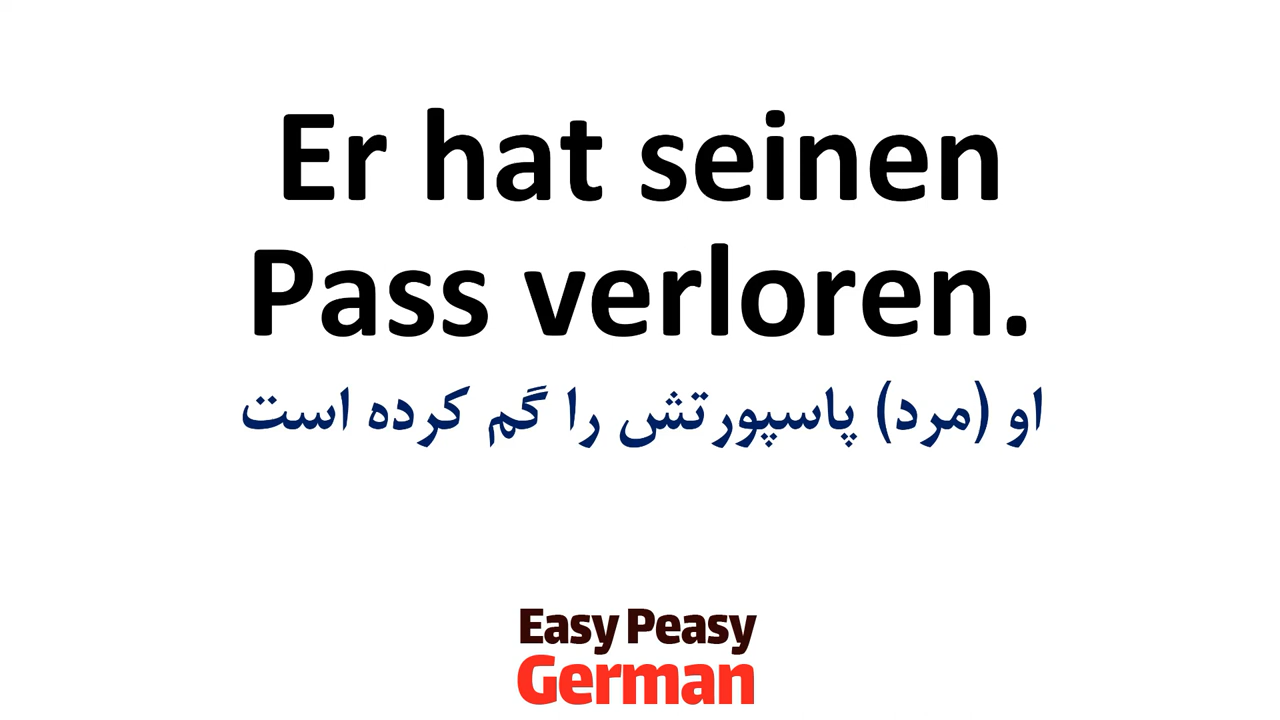 Er hat seinen
Pass verloren.
او (مرد) پاسپورتش را گم کرده است
Easy Peasy
German